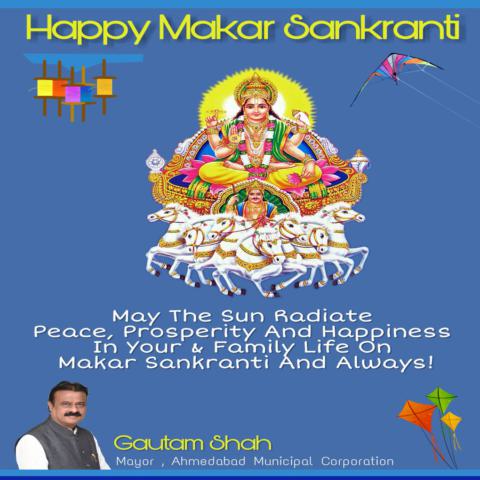 Happy Makar Sankranti
May The Sun Radiate
Peace, Prosperity And Happiness
In Your & Family Life On
Makar Sankranti And Always!
Gautam Shah
Mayor , Ahmedabad Municipal Corporation